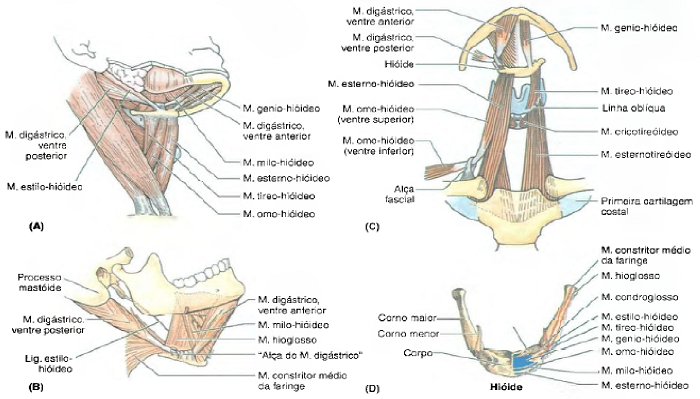 M. genio-hióideo
M. digástrico,
ventre anterior
M. digástrico,
ventre
posterior
M. milo-hióideo
M. esterno-hióideo
M. estilo-hióideo
M. tireo-hióideo
M. omo-hióideo
(A)
Processo
mastóide
M. digástrico,
ventre posterior
Lig. estilo-
hióideo
M. digástrico,
ventre anterior
M. milo-hióideo
M. hioglosso
"Alça do M. digástrico"
M. constritor médio
da faringe
(B)
M. digástrico,
ventre anterior
M. digástrico,
ventre posterior
Hióide
M. esterno-hióideo
M. omo-hióideo
(ventre superior)
M. omo-hióideo
(ventre inferior)
Alça
fascial
M. genio-hióideo
M. tireo-hióideo
Linha oblíqua
M. cricotireóideo
M. esternotireóideo
Primeira cartilagem
costal
(C)
Corno maior
Corno menor
Corpo
M. constritor médio
da faringe
M. hioglosso
M. condroglosso
M. estilo-hióideo
M. tireo-hióideo
M. genio-hióideo
M. omo-hióideo
M. milo-hióideo
M. esterno-hióideo
(D)
Hióide